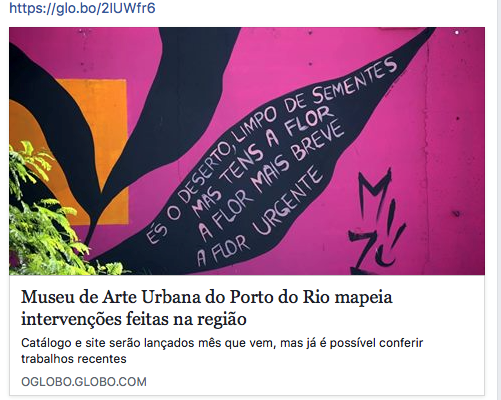 https://glo.bo/2lUWfr6
ÉS O DESERTO, LIMPO DE SEMENTES
MAS TENS A FLOR
A FLOR MAIS BREVE
A FLOR URGENTE
Museu de Arte Urbana do Porto do Rio mapeia
intervenções feitas na região
Catálogo e site serão lançados mês que vem, mas já é possível conferir
trabalhos recentes
OGLOBO.GLOBO.COM